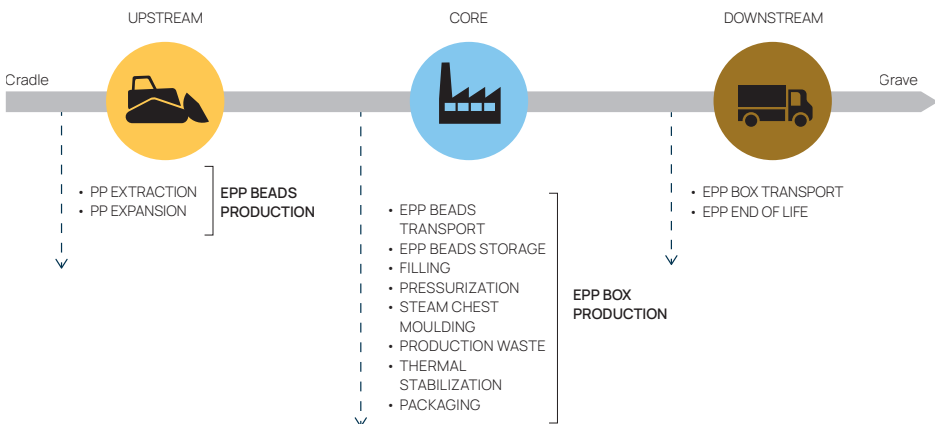 UPSTREAM
CORE
DOWNSTREAM
Cradle
Grave
• PP EXTRACTION
• PP EXPANSION
EPP BEADS
PRODUCTION
• EPP BEADS
TRANSPORT
• EPP BEADS STORAGE
• FILLING
• PRESSURIZATION
• STEAM CHEST
MOULDING
• PRODUCTION WASTE
• THERMAL
STABILIZATION
• PACKAGING
EPP BOX
PRODUCTION
• EPP BOX TRANSPORT
• EPP END OF LIFE